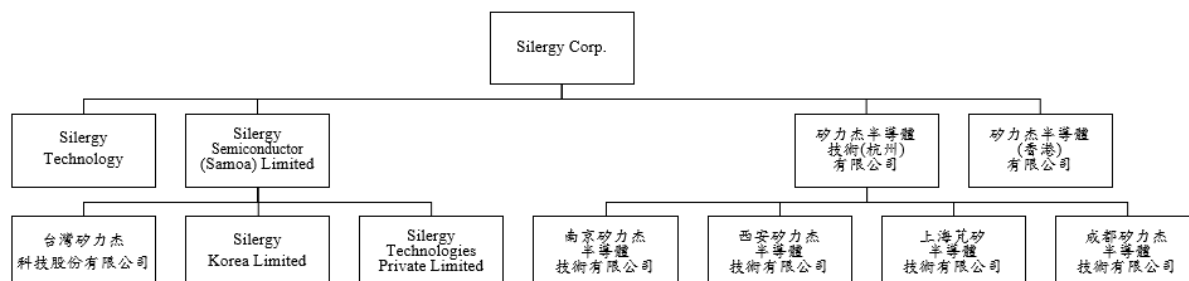 Silergy Corp.
Silergy
Technology
Silergy
Semiconductor
(Samoa) Limited
矽力杰半導體
技術(杭州)
有限公司
矽力杰半導體
(香港)
有限公司
台灣矽力杰
科技股份有限公司
Silergy
Korea Limited
Silergy
Technologies
Private Limited
南京矽力杰
半導體
技術有限公司
西安矽力杰
半導體
技術有限公司
上海芃矽
半導體
技術有限公司
成都矽力杰
半導體
技術有限公司